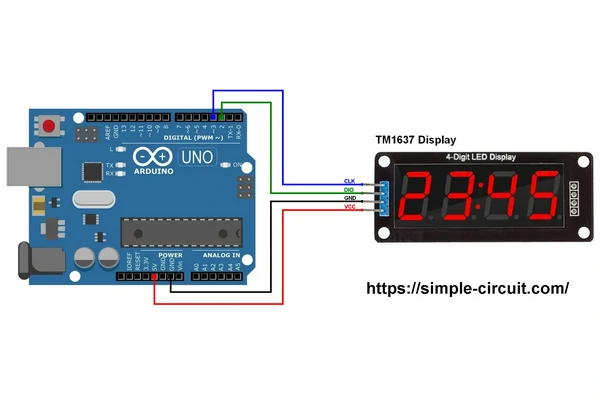 AREF
GND
13
12
~11
~10
~9
8
7
~6
~5
4
~3
2
TX-1
RX-0
DIGITAL (PWM ~)
L
TX
RX
ARDUINO
UNO
ON
POWER
ANALOG IN
IOREF
RESET
3.3V
5V
GND
GND
Vin
A0
A1
A2
A3
A4
A5
CLK
DIO
GND
VCC
TM1637 Display
4-Digit LED Display
23:45
https://simple-circuit.com/